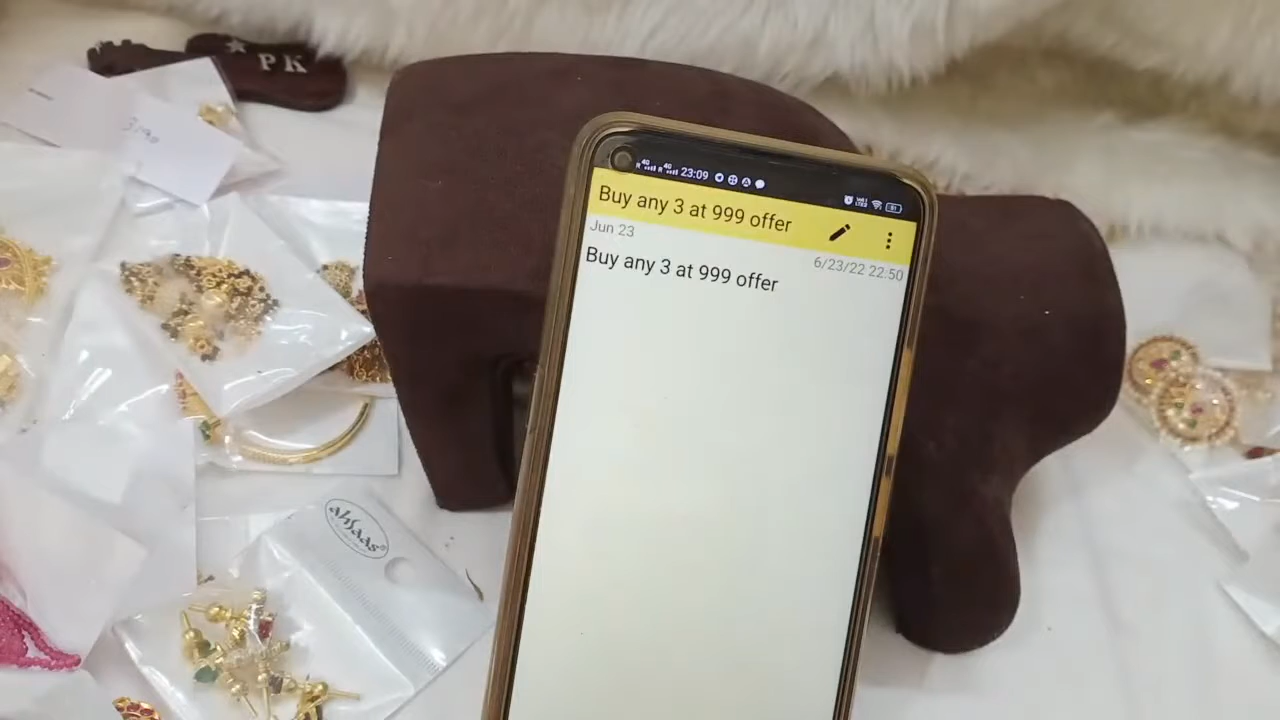 PK
23:09
Buy any 3 at 999 offer
Jun 23
6/23/22 22:50
Buy any 3 at 999 offer
ahsaas